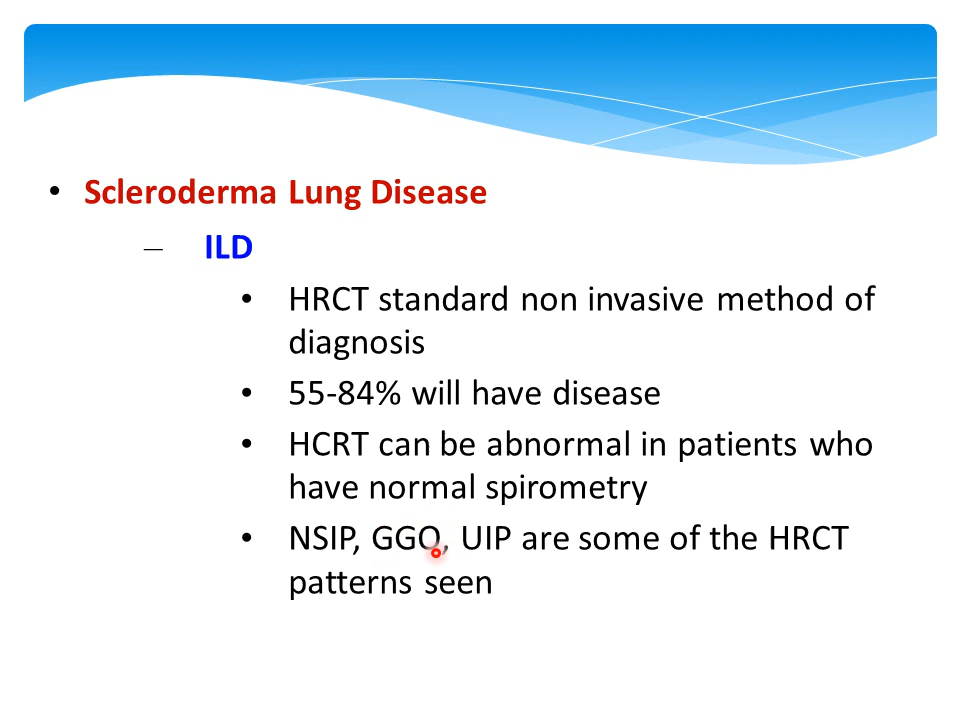 • Scleroderma Lung Disease
– ILD
• HRCT standard non invasive method of
diagnosis
• 55-84% will have disease
• HCRT can be abnormal in patients who
have normal spirometry
• NSIP, GGO, UIP are some of the HRCT
patterns seen